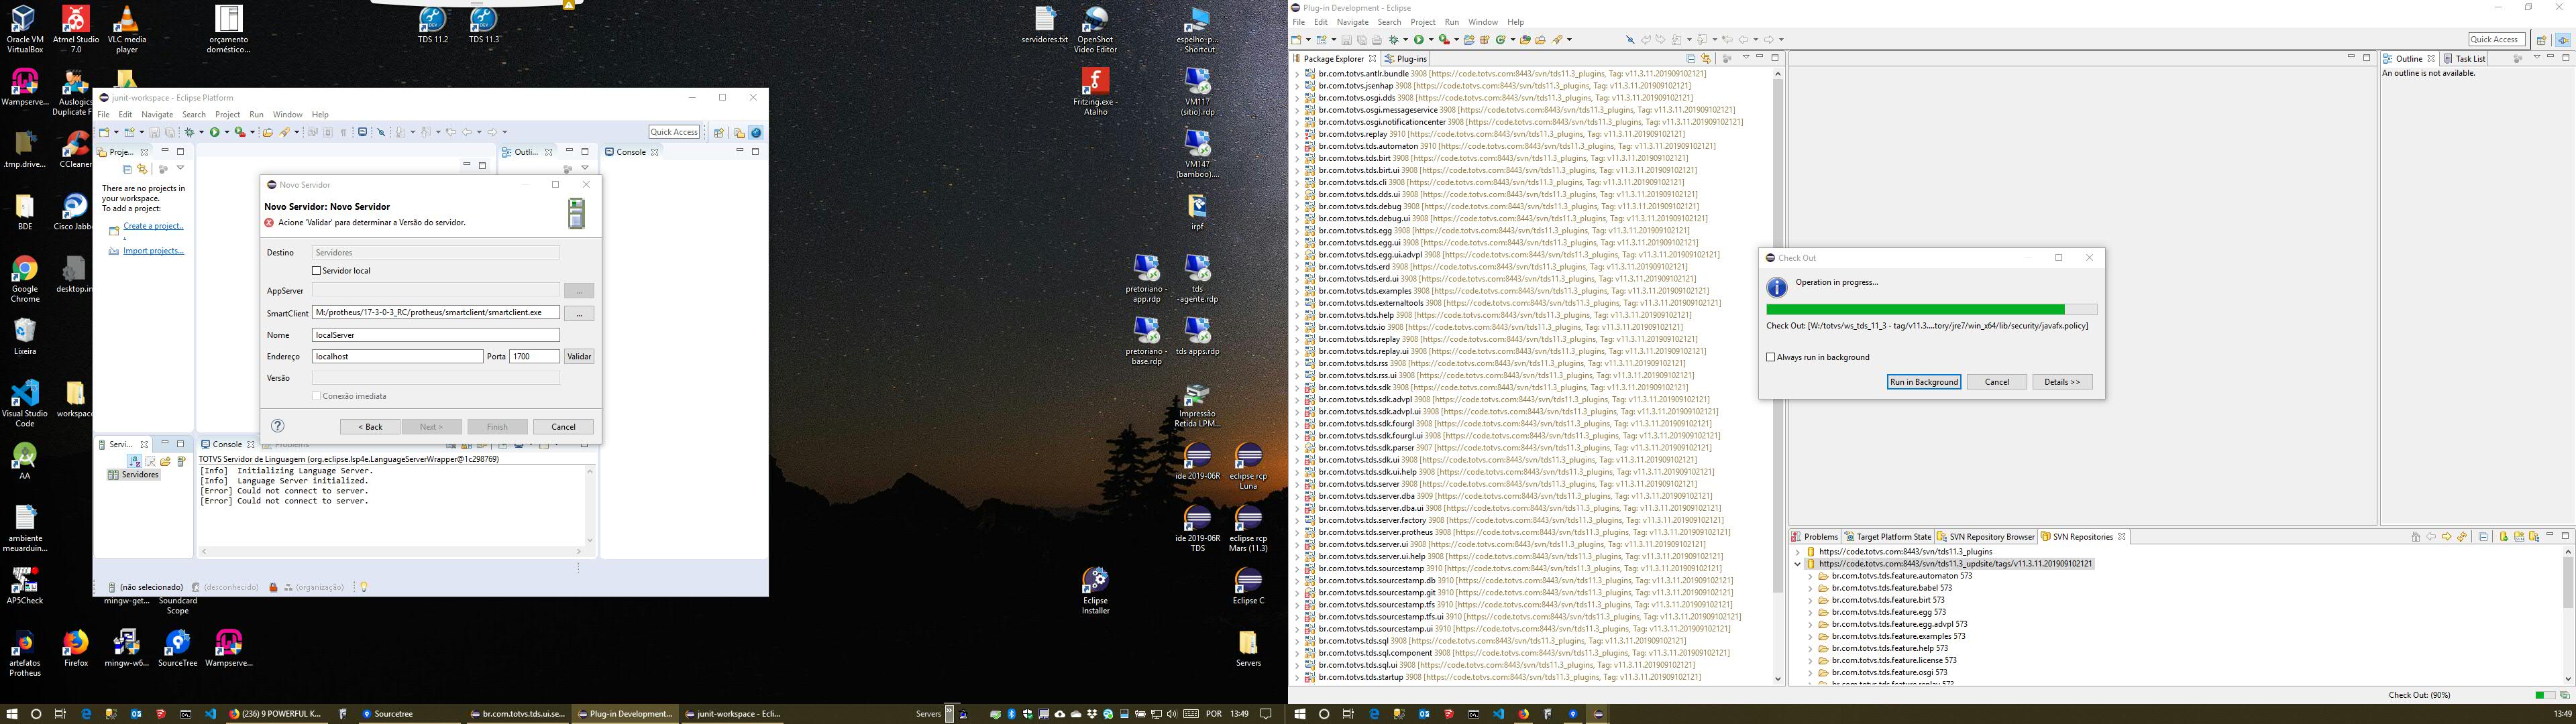 Oracle VM
VirtualBox
Atmel Studio
7.0
VLC media
player
orçamento
doméstico...
TDS 11.2
TDS 11.3
servidores.txt
OpenShot
Video Editor
espelho-p...
- Shortcut
Wampserve...
Auslogics
Duplicate F
Fritzing.exe -
Atalho
VM117
(sitio).rdp
.tmp.drive...
CCleaner
VM147
(bamboo)....
BDE
Cisco Jabb
irpf
Google
Chrome
desktop.in
pretoriano -
app.rdp
tds
-agente.rdp
Lixeira
pretoriano -
base.rdp
tds apps.rdp
Visual Studio
Code
workspace
Impressão
Retida LPM...
AA
ide 2019-06R
eclipse rcp
Luna
ambiente
meuarduin...
ide 2019-06R
TDS
eclipse rcp
Mars (11.3)
AP5Check
mingw-get...
Soundcard
Scope
Eclipse
Installer
Eclipse C
artefatos
Protheus
Firefox
mingw-w6...
SourceTree
Wampserve...
Servers
junit-workspace - Eclipse Platform
File Edit Navigate Search Project Run Window Help
Quick Access
Proje...
Outli...
Console
There are no projects in
your workspace.
To add a project:
Create a project..
.
Import projects...
Novo Servidor
Novo Servidor: Novo Servidor
Acione 'Validar' para determinar a Versão do servidor.
Destino Servidores
Servidor local
AppServer ...
SmartClient M:/protheus/17-3-0-3_RC/protheus/smartclient/smartclient.exe ...
Nome localServer
Endereço localhost Porta 1700 Validar
Versão
Conexão imediata
< Back Next > Finish Cancel
Servi...
Console
Problems
Servidores
TOTVS Servidor de Linguagem (org.eclipse.lsp4e.LanguageServerWrapper@1c298769)
[Info] Initializing Language Server.
[Info] Language Server initialized.
[Error] Could not connect to server.
[Error] Could not connect to server.
(não selecionado) (desconhecido) (organização)
(236) 9 POWERFUL K...
Sourcetree
br.com.totvs.tds.ui.se...
Plug-in Development...
junit-workspace - Ecli...
Servers
POR 13:49
Plug-in Development - Eclipse
File Edit Navigate Search Project Run Window Help
Quick Access
Package Explorer
Plug-ins
br.com.totvs.antlr.bundle 3908 [https://code.totvs.com:8443/svn/tds11.3_plugins, Tag: v11.3.11.201909102121]
br.com.totvs.jsenhap 3908 [https://code.totvs.com:8443/svn/tds11.3_plugins, Tag: v11.3.11.201909102121]
br.com.totvs.osgi.dds 3908 [https://code.totvs.com:8443/svn/tds11.3_plugins, Tag: v11.3.11.201909102121]
br.com.totvs.osgi.messageservice 3908 [https://code.totvs.com:8443/svn/tds11.3_plugins, Tag: v11.3.11.201909102121]
br.com.totvs.osgi.notificationcenter 3908 [https://code.totvs.com:8443/svn/tds11.3_plugins, Tag: v11.3.11.201909102121]
br.com.totvs.replay 3910 [https://code.totvs.com:8443/svn/tds11.3_plugins, Tag: v11.3.11.201909102121]
br.com.totvs.tds.automaton 3910 [https://code.totvs.com:8443/svn/tds11.3_plugins, Tag: v11.3.11.201909102121]
br.com.totvs.tds.birt 3908 [https://code.totvs.com:8443/svn/tds11.3_plugins, Tag: v11.3.11.201909102121]
br.com.totvs.tds.birt.ui 3908 [https://code.totvs.com:8443/svn/tds11.3_plugins, Tag: v11.3.11.201909102121]
br.com.totvs.tds.cli 3908 [https://code.totvs.com:8443/svn/tds11.3_plugins, Tag: v11.3.11.201909102121]
br.com.totvs.tds.dds.ui 3908 [https://code.totvs.com:8443/svn/tds11.3_plugins, Tag: v11.3.11.201909102121]
br.com.totvs.tds.debug 3908 [https://code.totvs.com:8443/svn/tds11.3_plugins, Tag: v11.3.11.201909102121]
br.com.totvs.tds.debug.ui 3908 [https://code.totvs.com:8443/svn/tds11.3_plugins, Tag: v11.3.11.201909102121]
br.com.totvs.tds.egg 3908 [https://code.totvs.com:8443/svn/tds11.3_plugins, Tag: v11.3.11.201909102121]
br.com.totvs.tds.egg.ui 3908 [https://code.totvs.com:8443/svn/tds11.3_plugins, Tag: v11.3.11.201909102121]
br.com.totvs.tds.egg.ui.advpl 3908 [https://code.totvs.com:8443/svn/tds11.3_plugins, Tag: v11.3.11.201909102121]
br.com.totvs.tds.erd 3908 [https://code.totvs.com:8443/svn/tds11.3_plugins, Tag: v11.3.11.201909102121]
br.com.totvs.tds.erd.ui 3908 [https://code.totvs.com:8443/svn/tds11.3_plugins, Tag: v11.3.11.201909102121]
br.com.totvs.tds.examples 3908 [https://code.totvs.com:8443/svn/tds11.3_plugins, Tag: v11.3.11.201909102121]
br.com.totvs.tds.externaltools 3908 [https://code.totvs.com:8443/svn/tds11.3_plugins, Tag: v11.3.11.201909102121]
br.com.totvs.tds.help 3908 [https://code.totvs.com:8443/svn/tds11.3_plugins, Tag: v11.3.11.201909102121]
br.com.totvs.tds.io 3908 [https://code.totvs.com:8443/svn/tds11.3_plugins, Tag: v11.3.11.201909102121]
br.com.totvs.tds.replay 3908 [https://code.totvs.com:8443/svn/tds11.3_plugins, Tag: v11.3.11.201909102121]
br.com.totvs.tds.replay.ui 3908 [https://code.totvs.com:8443/svn/tds11.3_plugins, Tag: v11.3.11.201909102121]
br.com.totvs.tds.rss 3908 [https://code.totvs.com:8443/svn/tds11.3_plugins, Tag: v11.3.11.201909102121]
br.com.totvs.tds.rss.ui 3908 [https://code.totvs.com:8443/svn/tds11.3_plugins, Tag: v11.3.11.201909102121]
br.com.totvs.tds.sdk 3908 [https://code.totvs.com:8443/svn/tds11.3_plugins, Tag: v11.3.11.201909102121]
br.com.totvs.tds.sdk.advpl 3908 [https://code.totvs.com:8443/svn/tds11.3_plugins, Tag: v11.3.11.201909102121]
br.com.totvs.tds.sdk.advpl.ui 3908 [https://code.totvs.com:8443/svn/tds11.3_plugins, Tag: v11.3.11.201909102121]
br.com.totvs.tds.sdk.fourgl 3908 [https://code.totvs.com:8443/svn/tds11.3_plugins, Tag: v11.3.11.201909102121]
br.com.totvs.tds.sdk.fourgl.ui 3908 [https://code.totvs.com:8443/svn/tds11.3_plugins, Tag: v11.3.11.201909102121]
br.com.totvs.tds.sdk.parser 3907 [https://code.totvs.com:8443/svn/tds11.3_plugins, Tag: v11.3.11.201909102121]
br.com.totvs.tds.sdk.ui 3908 [https://code.totvs.com:8443/svn/tds11.3_plugins, Tag: v11.3.11.201909102121]
br.com.totvs.tds.sdk.ui.help 3908 [https://code.totvs.com:8443/svn/tds11.3_plugins, Tag: v11.3.11.201909102121]
br.com.totvs.tds.server 3908 [https://code.totvs.com:8443/svn/tds11.3_plugins, Tag: v11.3.11.201909102121]
br.com.totvs.tds.server.dba 3909 [https://code.totvs.com:8443/svn/tds11.3_plugins, Tag: v11.3.11.201909102121]
br.com.totvs.tds.server.dba.ui 3908 [https://code.totvs.com:8443/svn/tds11.3_plugins, Tag: v11.3.11.201909102121]
br.com.totvs.tds.server.factory 3908 [https://code.totvs.com:8443/svn/tds11.3_plugins, Tag: v11.3.11.201909102121]
br.com.totvs.tds.server.protheus 3908 [https://code.totvs.com:8443/svn/tds11.3_plugins, Tag: v11.3.11.201909102121]
br.com.totvs.tds.server.ui 3908 [https://code.totvs.com:8443/svn/tds11.3_plugins, Tag: v11.3.11.201909102121]
br.com.totvs.tds.server.ui.help 3908 [https://code.totvs.com:8443/svn/tds11.3_plugins, Tag: v11.3.11.201909102121]
br.com.totvs.tds.sourcestamp 3910 [https://code.totvs.com:8443/svn/tds11.3_plugins, Tag: v11.3.11.201909102121]
br.com.totvs.tds.sourcestamp.db 3910 [https://code.totvs.com:8443/svn/tds11.3_plugins, Tag: v11.3.11.201909102121]
br.com.totvs.tds.sourcestamp.git 3910 [https://code.totvs.com:8443/svn/tds11.3_plugins, Tag: v11.3.11.201909102121]
br.com.totvs.tds.sourcestamp.tfs 3910 [https://code.totvs.com:8443/svn/tds11.3_plugins, Tag: v11.3.11.201909102121]
br.com.totvs.tds.sourcestamp.tfs.ui 3910 [https://code.totvs.com:8443/svn/tds11.3_plugins, Tag: v11.3.11.201909102121]
br.com.totvs.tds.sourcestamp.ui 3910 [https://code.totvs.com:8443/svn/tds11.3_plugins, Tag: v11.3.11.201909102121]
br.com.totvs.tds.sql 3908 [https://code.totvs.com:8443/svn/tds11.3_plugins, Tag: v11.3.11.201909102121]
br.com.totvs.tds.sql.component 3908 [https://code.totvs.com:8443/svn/tds11.3_plugins, Tag: v11.3.11.201909102121]
br.com.totvs.tds.sql.ui 3908 [https://code.totvs.com:8443/svn/tds11.3_plugins, Tag: v11.3.11.201909102121]
br.com.totvs.tds.startup 3908 [https://code.totvs.com:8443/svn/tds11.3_plugins, Tag: v11.3.11.201909102121]
Outline
Task List
An outline is not available.
Check Out
Operation in progress...
Check Out: [W:/totvs/ws_tds_11_3 - tag/v11.3....tory/jre7/win_x64/lib/security/javafx.policy]
Always run in background
Run in Background Cancel Details >>
Problems Target Platform State SVN Repository Browser SVN Repositories
https://code.totvs.com:8443/svn/tds11.3_plugins
https://code.totvs.com:8443/svn/tds11.3_updsite/tags/v11.3.11.201909102121
br.com.totvs.tds.feature.automaton 573
br.com.totvs.tds.feature.babel 573
br.com.totvs.tds.feature.birt 573
br.com.totvs.tds.feature.egg 573
br.com.totvs.tds.feature.egg.advpl 573
br.com.totvs.tds.feature.examples 573
br.com.totvs.tds.feature.help 573
br.com.totvs.tds.feature.license 573
br.com.totvs.tds.feature.osgi 573
br.com.totvs.tds.feature.replay 573
Check Out: (90%)
13:49